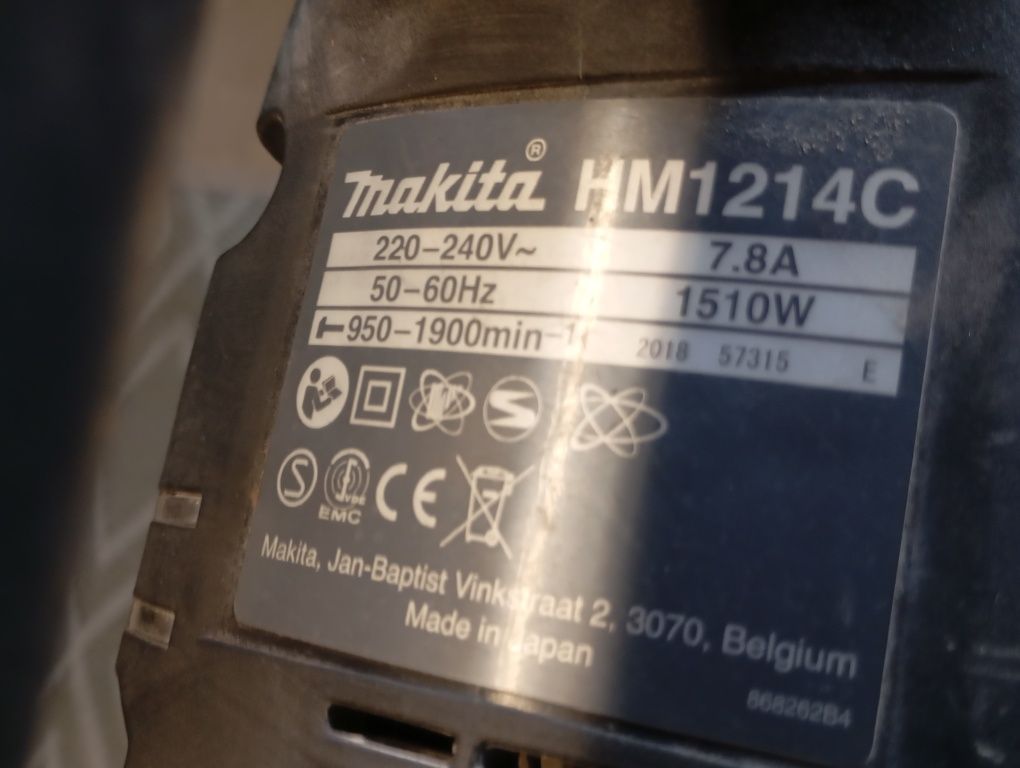 makita® HM1214C
220–240V~ 7.8A
50–60Hz 1510W
950–1900min-1 2018 57315 E
S VDE CE
EMC
Makita, Jan-Baptist Vinkstraat 2, 3070, Belgium
Made in Japan
868262B4